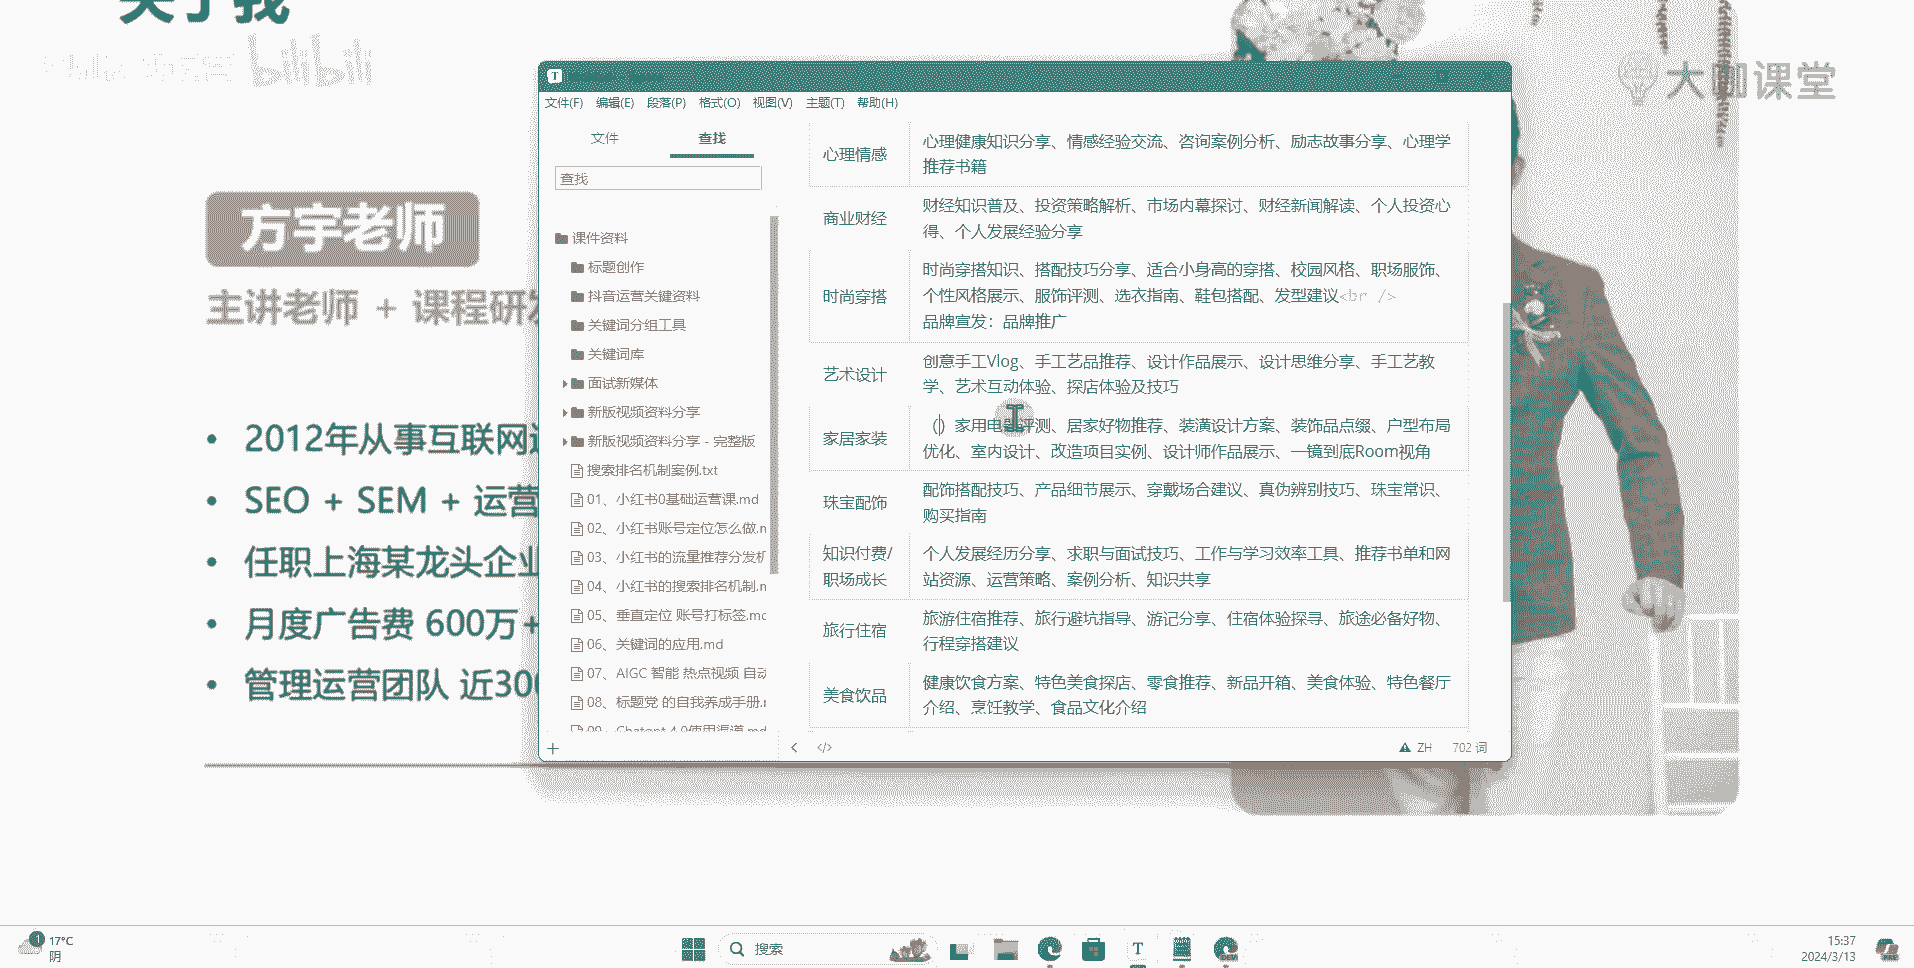 关于我
bilibili
大咖课堂
方宇老师
主讲老师 + 课程研发
2012年从事互联网
SEO + SEM + 运营
任职上海某龙头企业
月度广告费 600万+
管理运营团队 近300
文件(F) 编辑(E) 段落(P) 格式(O) 视图(V) 主题(T) 帮助(H)
文件 查找
查找
课件资料
标题创作
抖音运营关键资料
关键词分组工具
关键词库
面试新媒体
新版视频资料分享
新版视频资料分享 - 完整版
搜索排名机制案例.txt
01、小红书0基础运营课.md
02、小红书账号定位怎么做.
03、小红书的流量推荐分发机
04、小红书的搜索排名机制.
05、垂直定位 账号打标签.mc
06、关键词的应用.md
07、AIGC 智能 热点视频 自动
08、标题党 的自我养成手册.
09、Chatgpt 4.0使用渠道.md
心理情感
心理健康知识分享、情感经验交流、咨询案例分析、励志故事分享、心理学
推荐书籍
商业财经
财经知识普及、投资策略解析、市场内幕探讨、财经新闻解读、个人投资心
得、个人发展经验分享
时尚穿搭
时尚穿搭知识、搭配技巧分享、适合小身高的穿搭、校园风格、职场服饰、
个性风格展示、服饰评测、选衣指南、鞋包搭配、发型建议<br />
品牌宣发：品牌推广
艺术设计
创意手工Vlog、手工艺品推荐、设计作品展示、设计思维分享、手工艺教
学、艺术互动体验、探店体验及技巧
家居家装
（）家用电器评测、居家好物推荐、装潢设计方案、装饰品点缀、户型布局
优化、室内设计、改造项目实例、设计师作品展示、一镜到底Room视角
珠宝配饰
配饰搭配技巧、产品细节展示、穿戴场合建议、真伪辨别技巧、珠宝常识、
购买指南
知识付费/
职场成长
个人发展经历分享、求职与面试技巧、工作与学习效率工具、推荐书单和网
站资源、运营策略、案例分析、知识共享
旅行住宿
旅游住宿推荐、旅行避坑指导、游记分享、住宿体验探寻、旅途必备好物、
行程穿搭建议
美食饮品
健康饮食方案、特色美食探店、零食推荐、新品开箱、美食体验、特色餐厅
介绍、烹饪教学、食品文化介绍
ZH 702 词
1 17°C
阴
搜索
15:37
2024/3/13